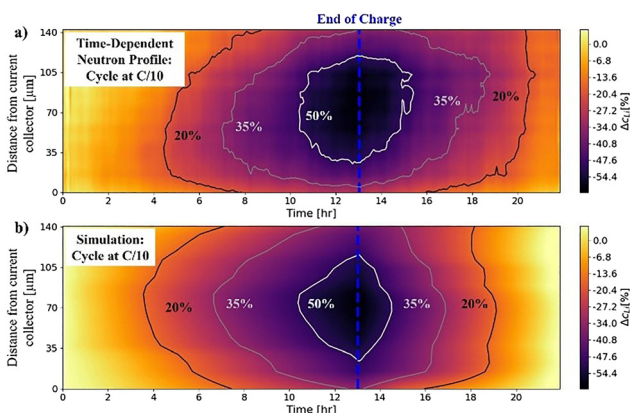 End of Charge
a)
Time-Dependent
Neutron Profile:
Cycle at C/10
Distance from current
collector [μm]
140
105
70
35
0
20%
35%
50%
35%
20%
0 2 4 6 8 10 12 14 16 18 20
Time [hr]
0.0
-6.8
-13.6
-20.4
-27.2
-34.0
-40.8
-47.6
-54.4
Δc_Li[%]
b)
Simulation:
Cycle at C/10
Distance from current
collector [μm]
140
105
70
35
0
20%
35%
50%
35%
20%
0 2 4 6 8 10 12 14 16 18 20
Time [hr]
0.0
-6.8
-13.6
-20.4
-27.2
-34.0
-40.8
-47.6
-54.4
Δc_Li[%]